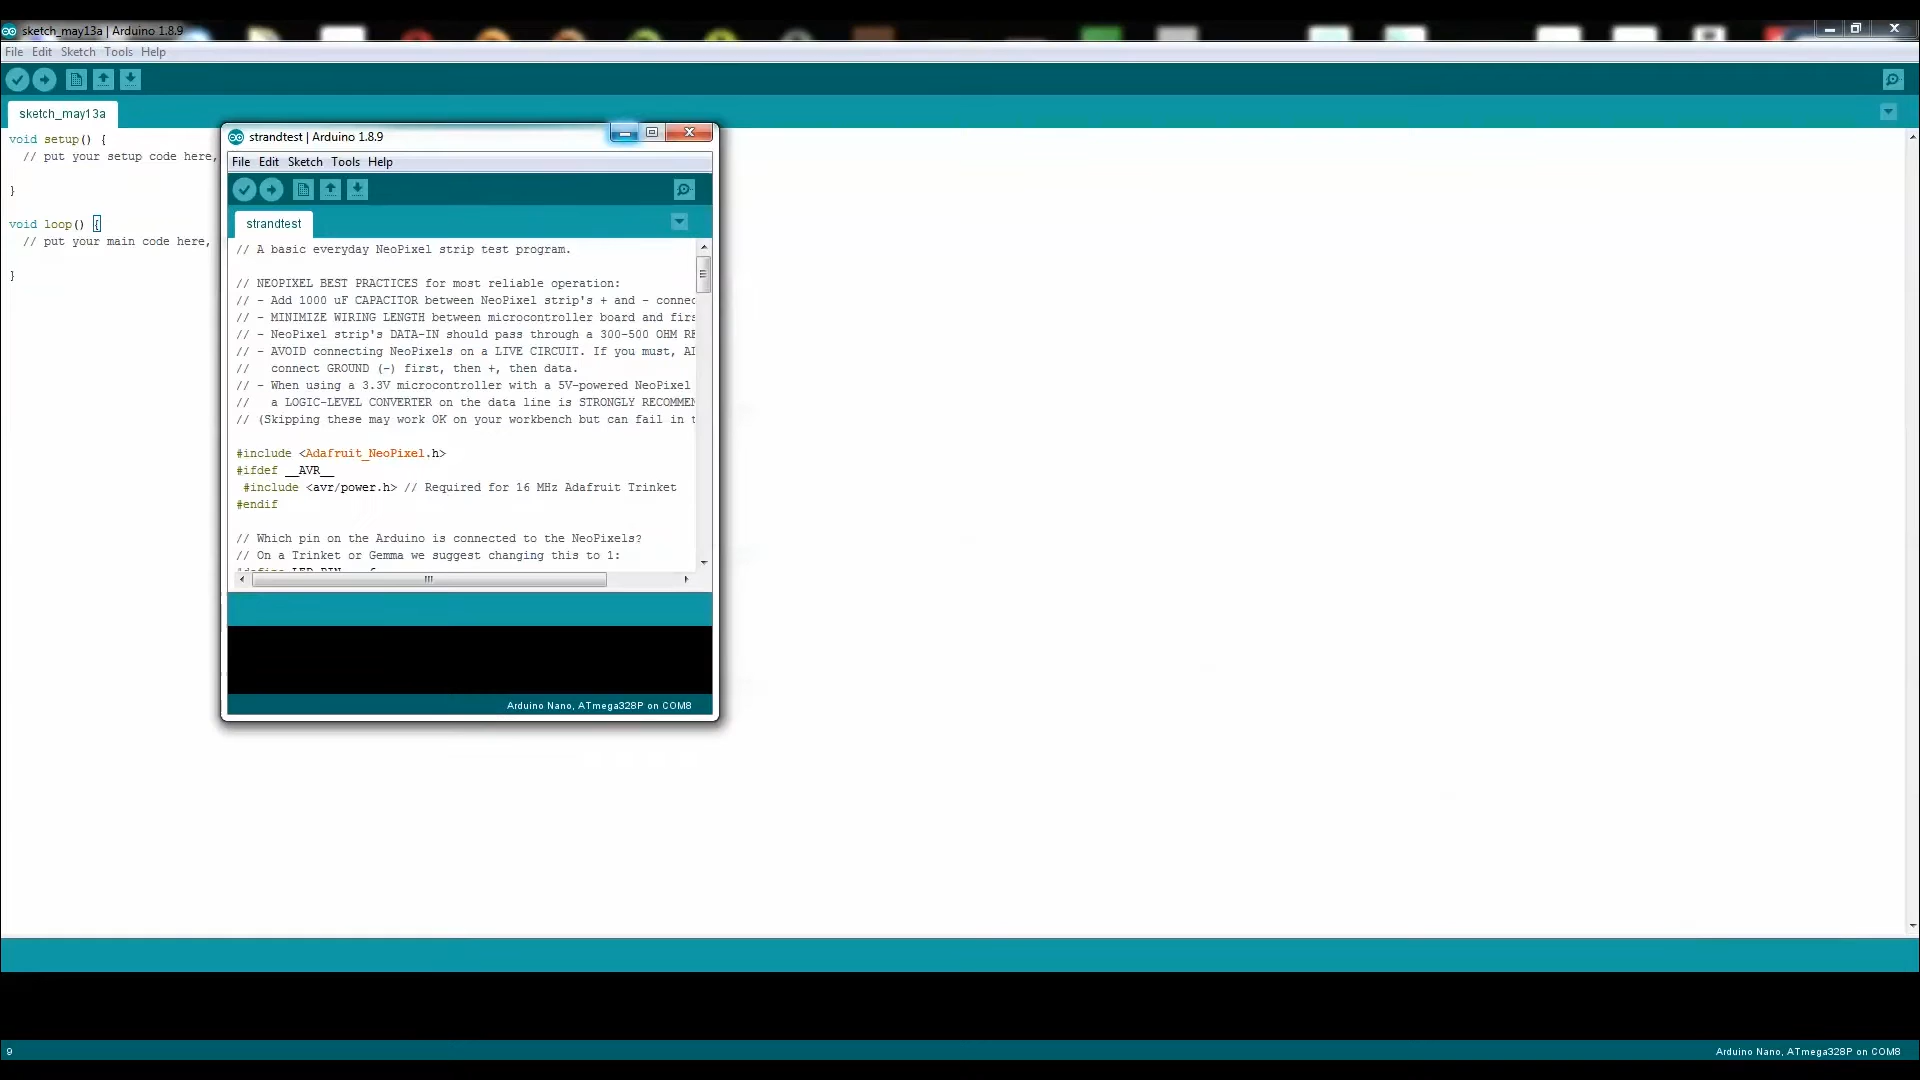 sketch_may13a | Arduino 1.8.9
File Edit Sketch Tools Help
sketch_may13a
void setup() {
// put your setup code here,
}
void loop() {
// put your main code here,
}
strandtest | Arduino 1.8.9
File Edit Sketch Tools Help
strandtest
// A basic everyday NeoPixel strip test program.
// NEOPIXEL BEST PRACTICES for most reliable operation:
// - Add 1000 uF CAPACITOR between NeoPixel strip's + and - connec
// - MINIMIZE WIRING LENGTH between microcontroller board and firs
// - NeoPixel strip's DATA-IN should pass through a 300-500 OHM RE
// - AVOID connecting NeoPixels on a LIVE CIRCUIT. If you must, AL
//   connect GROUND (-) first, then +, then data.
// - When using a 3.3V microcontroller with a 5V-powered NeoPixel
//   a LOGIC-LEVEL CONVERTER on the data line is STRONGLY RECOMMEN
// (Skipping these may work OK on your workbench but can fail in t
#include <Adafruit_NeoPixel.h>
#ifdef __AVR__
#include <avr/power.h> // Required for 16 MHz Adafruit Trinket
#endif
// Which pin on the Arduino is connected to the NeoPixels?
// On a Trinket or Gemma we suggest changing this to 1:
Arduino Nano, ATmega328P on COM8
9
Arduino Nano, ATmega328P on COM8